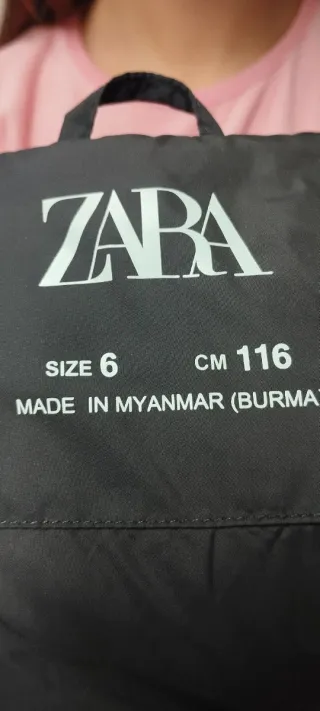 ZARA
SIZE 6 CM 116
MADE IN MYANMAR (BURMA